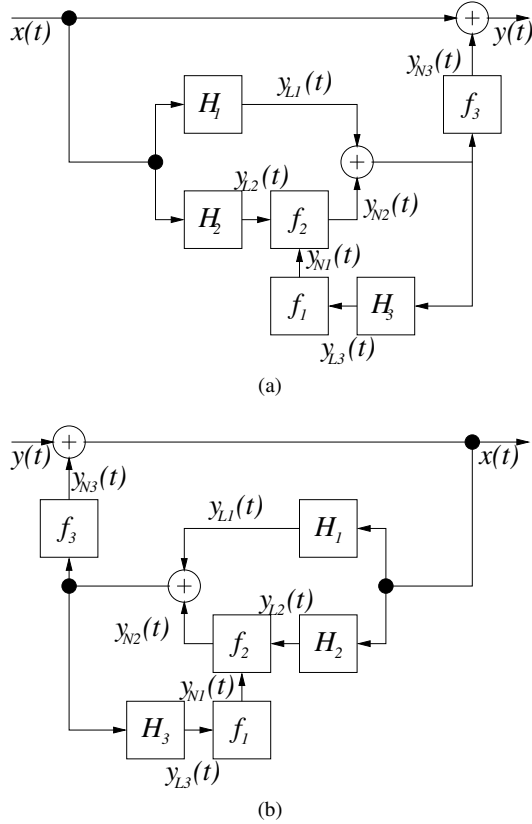 x(t)
y(t)
y_{N3}(t)
f_3
H_1
y_{L1}(t)
+
+
H_2
y_{L2}(t)
f_2
y_{N2}(t)
y_{N1}(t)
f_1
H_3
y_{L3}(t)
(a)
y(t)
+
x(t)
y_{N3}(t)
f_3
y_{L1}(t)
H_1
+
y_{N2}(t)
f_2
y_{L2}(t)
H_2
y_{N1}(t)
H_3
f_1
y_{L3}(t)
(b)